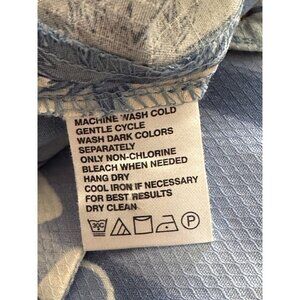 MACHINE WASH COLD
GENTLE CYCLE
WASH DARK COLORS
SEPARATELY
ONLY NON-CHLORINE
BLEACH WHEN NEEDED
HANG DRY
COOL IRON IF NECESSARY
FOR BEST RESULTS
DRY CLEAN
P